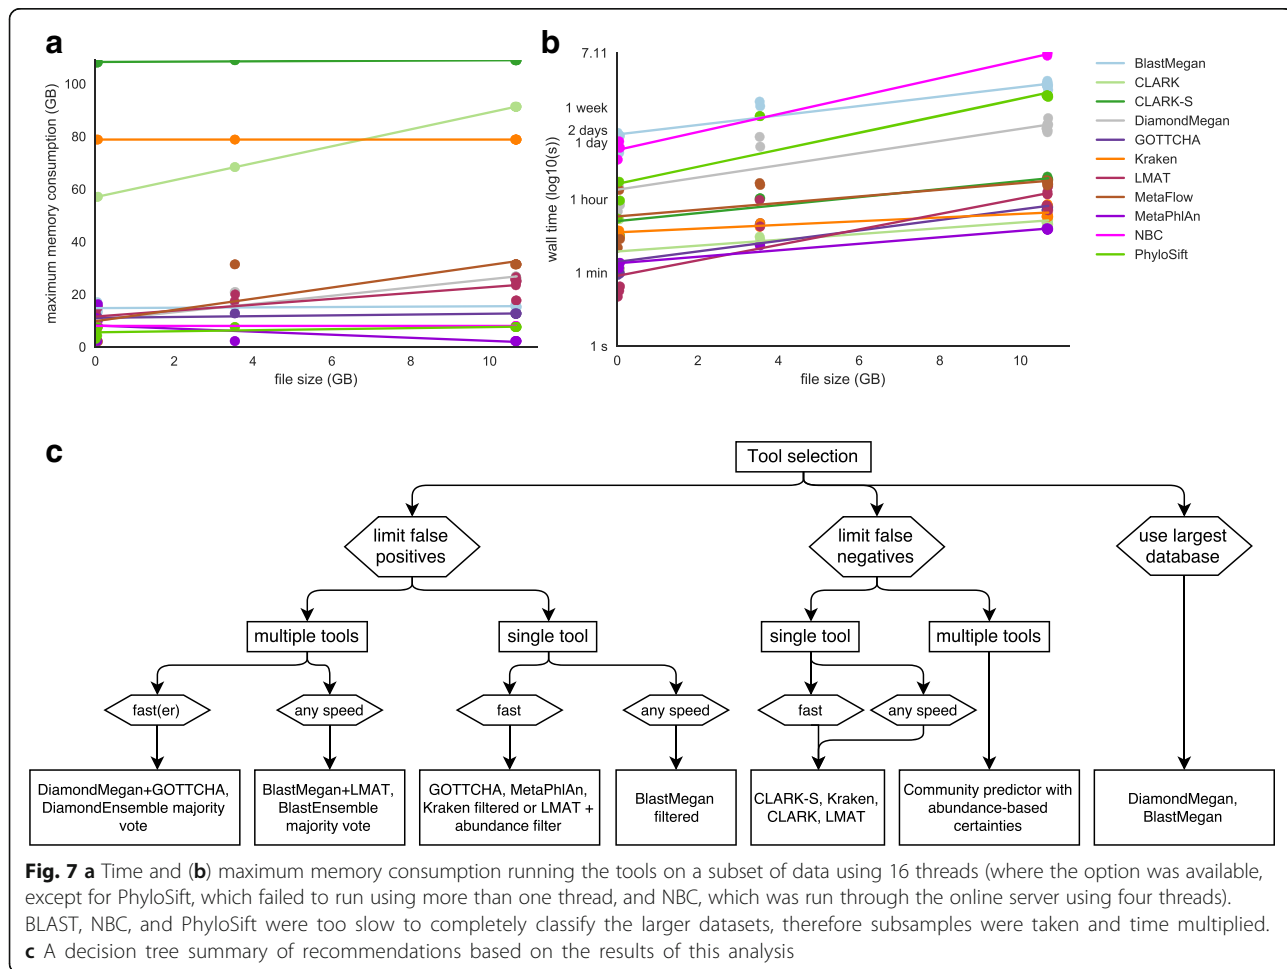 a
maximum memory consumption (GB)
100
80
60
40
20
0
0 2 4 6 8 10
file size (GB)
b
wall time (log10(s))
7.11
1 week
2 days
1 day
1 hour
1 min
1 s
0 2 4 6 8 10
file size (GB)
BlastMegan
CLARK
CLARK-S
DiamondMegan
GOTTCHA
Kraken
LMAT
MetaFlow
MetaPhlAn
NBC
PhyloSift
c
Tool selection
limit false
positives
limit false
negatives
use largest
database
multiple tools
single tool
single tool
multiple tools
fast(er)
any speed
fast
any speed
fast
any speed
DiamondMegan+GOTTCHA,
DiamondEnsemble majority
vote
BlastMegan+LMAT,
BlastEnsemble
majority vote
GOTTCHA, MetaPhlAn,
Kraken filtered or LMAT +
abundance filter
BlastMegan
filtered
CLARK-S, Kraken,
CLARK, LMAT
Community predictor with
abundance-based
certainties
DiamondMegan,
BlastMegan
Fig. 7 a Time and (b) maximum memory consumption running the tools on a subset of data using 16 threads (where the option was available,
except for PhyloSift, which failed to run using more than one thread, and NBC, which was run through the online server using four threads).
BLAST, NBC, and PhyloSift were too slow to completely classify the larger datasets, therefore subsamples were taken and time multiplied.
c A decision tree summary of recommendations based on the results of this analysis